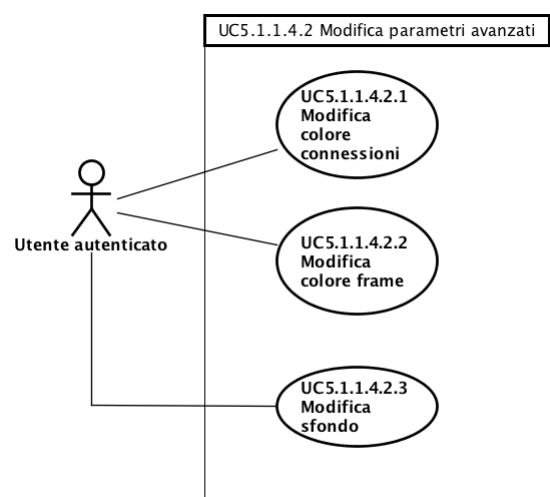 UC5.1.1.4.2 Modifica parametri avanzati
UC5.1.1.4.2.1
Modifica
colore
connessioni
Utente autenticato
UC5.1.1.4.2.2
Modifica
colore frame
UC5.1.1.4.2.3
Modifica
sfondo